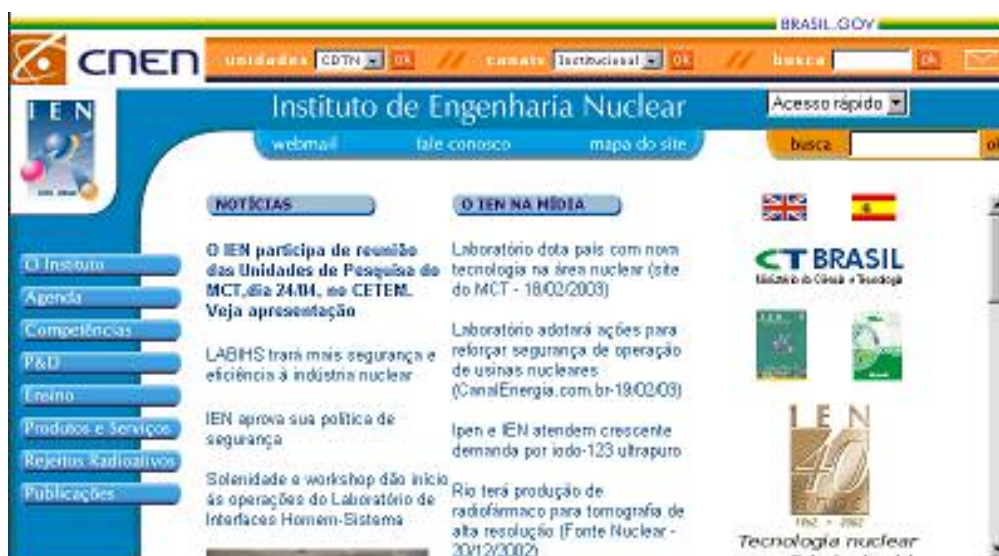 BRASIL.GOV
CNEN
unidades CDTN ok // canais Institucional ok // busca ok
IEN
Instituto de Engenharia Nuclear
Acesso rápido
webmail fale conosco mapa do site
busca ok
NOTÍCIAS
O IEN participa de reunião
das Unidades de Pesquisa do
MCT,dia 24/04, no CETEM.
Veja apresentação
LABIHS trará mais segurança e
eficiência à indústria nuclear
IEN aprova sua política de
segurança
Solenidade e workshop dão início
às operações do Laboratório de
Interfaces Homem-Sistema
O IEN NA MÍDIA
Laboratório dota país com nova
tecnologia na área nuclear (site
do MCT - 18/02/2003)
Laboratório adotará ações para
reforçar segurança de operação
de usinas nucleares
(CanalEnergia.com.br-19/02/03)
Ipen e IEN atendem crescente
demanda por iodo-123 ultrapuro
Rio terá produção de
radiofármaco para tomografia de
alta resolução (Fonte Nuclear -
20/12/2002)
O Instituto
Agenda
Competências
P&D
Ensino
Produtos e Serviços
Rejeitos Radioativos
Publicações
CT BRASIL
Ministério da Ciência e Tecnologia
IEN
40
anos
1962 - 2002
Tecnologia nuclear